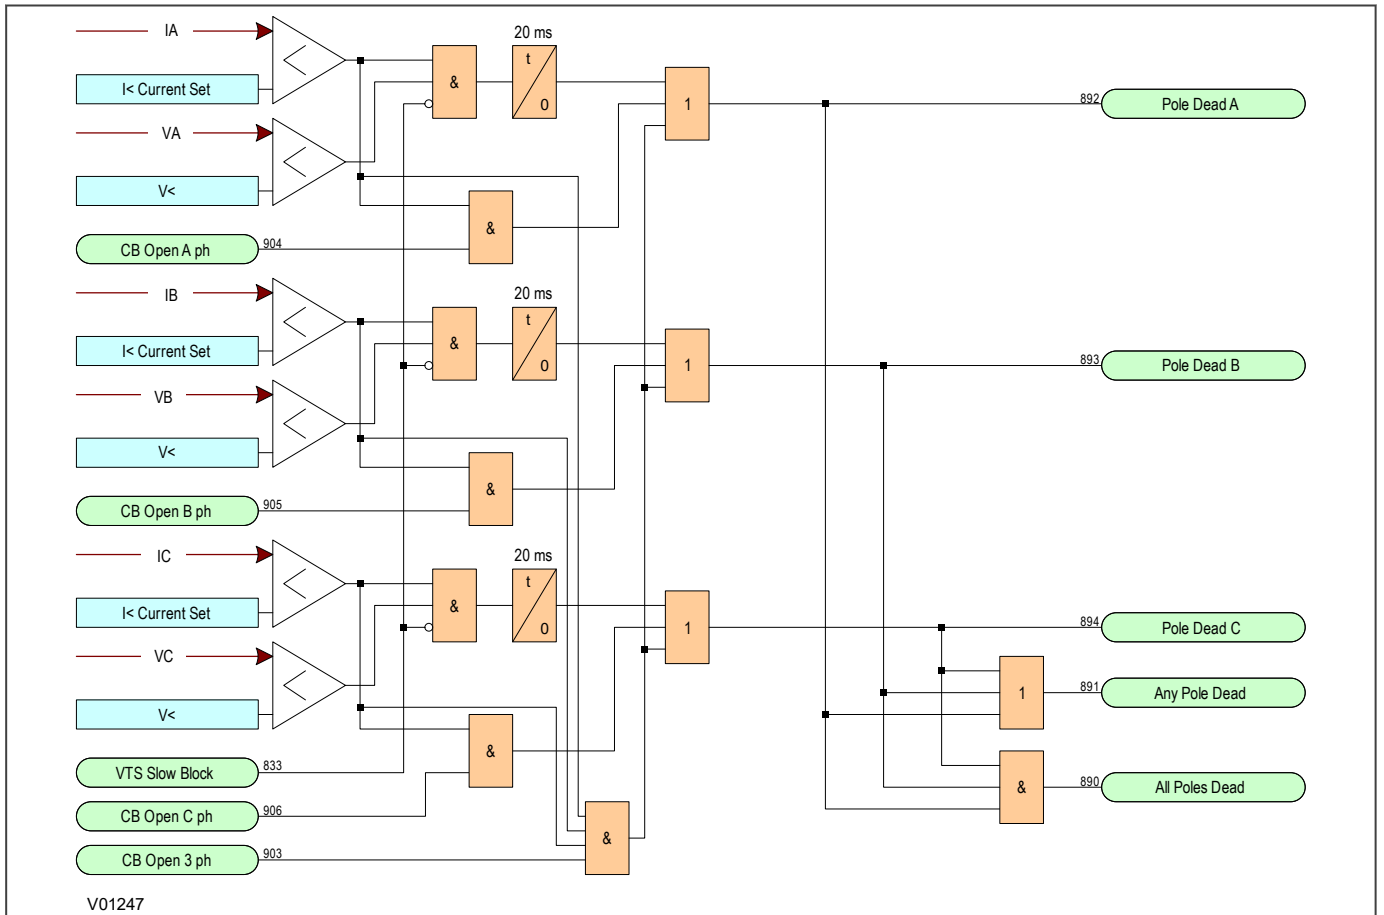 IA
20 ms
I< Current Set
&
t
0
1
892
Pole Dead A
VA
V<
&
CB Open A ph
904
IB
20 ms
I< Current Set
&
t
0
1
893
Pole Dead B
VB
V<
&
CB Open B ph
905
IC
20 ms
I< Current Set
&
t
0
1
894
Pole Dead C
VC
1
891
Any Pole Dead
V<
&
VTS Slow Block
833
&
890
All Poles Dead
CB Open C ph
906
&
CB Open 3 ph
903
V01247